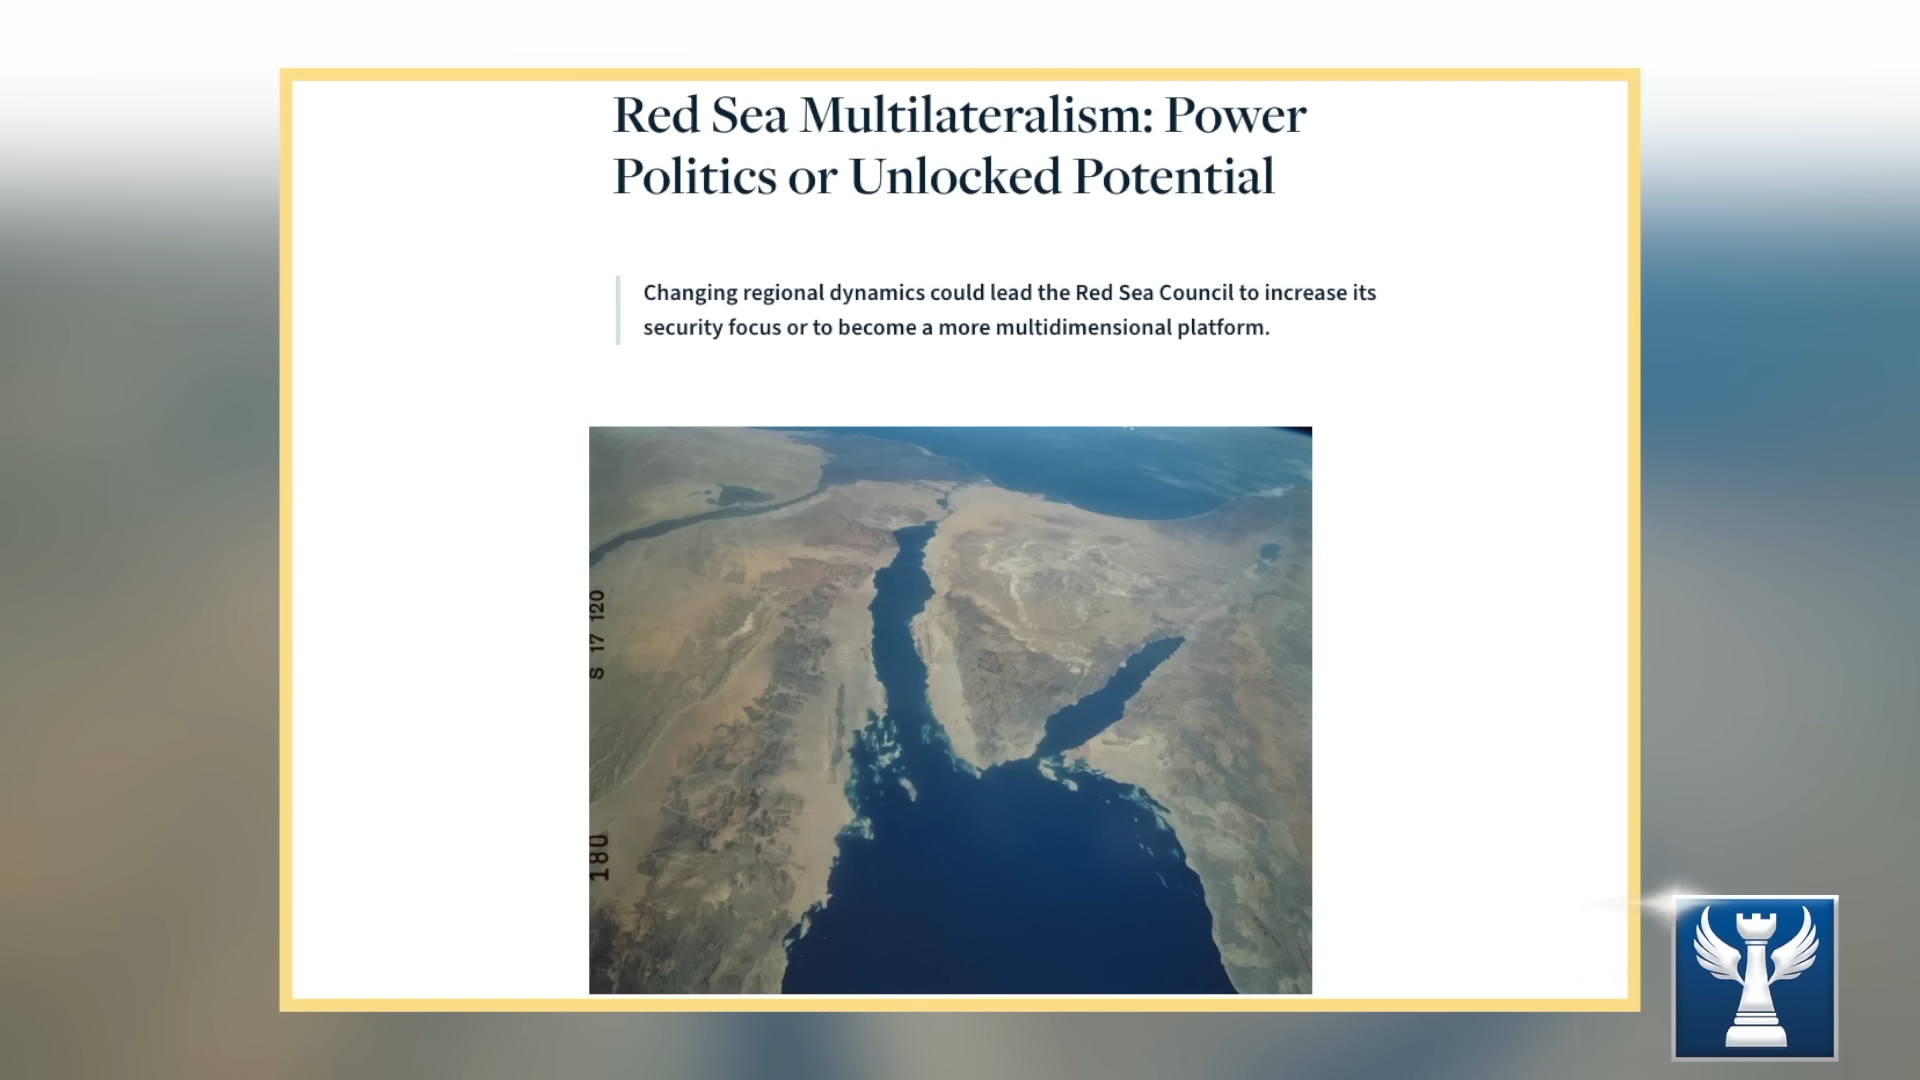 Red Sea Multilateralism: Power
Politics or Unlocked Potential
Changing regional dynamics could lead the Red Sea Council to increase its
security focus or to become a more multidimensional platform.
S 17 120
180